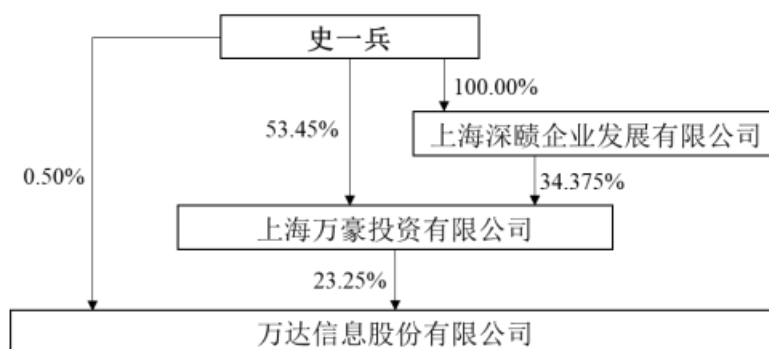 史一兵
100.00%
53.45%
上海深赜企业发展有限公司
0.50%
34.375%
上海万豪投资有限公司
23.25%
万达信息股份有限公司